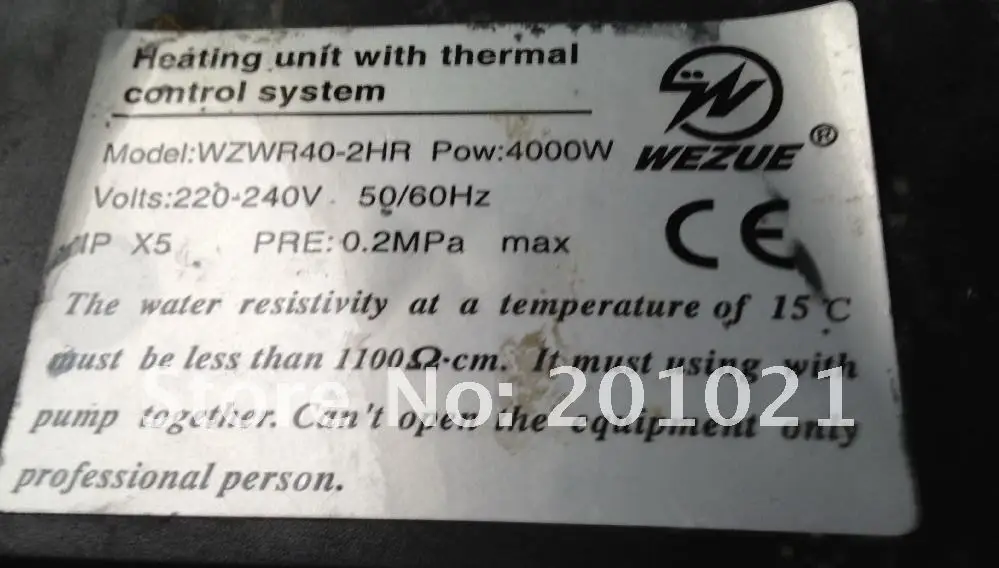 Heating unit with thermal
control system
WEZUE ®
Model:WZWR40-2HR Pow:4000W
Volts:220-240V 50/60Hz
IP X5 PRE: 0.2MPa max
CE
The water resistivity at a temperature of 15℃
must be less than 1100Ω·cm. It must using with
pump together. Can't open the equipment only
professional person.
Store No: 201021